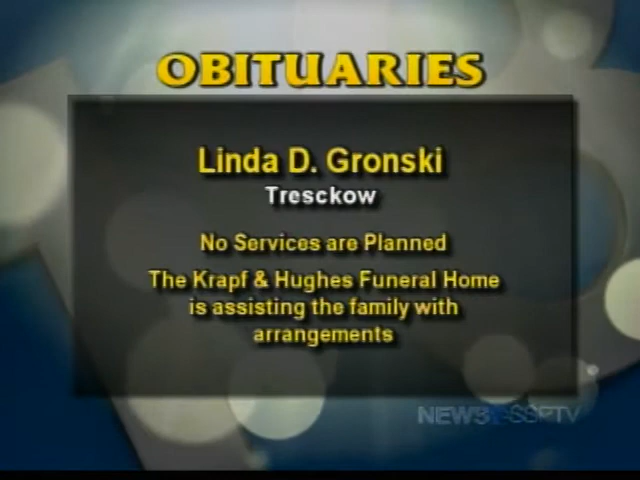 OBITUARIES
Linda D. Gronski
Tresckow
No Services are Planned
The Krapf & Hughes Funeral Home
is assisting the family with
arrangements
SSPTV